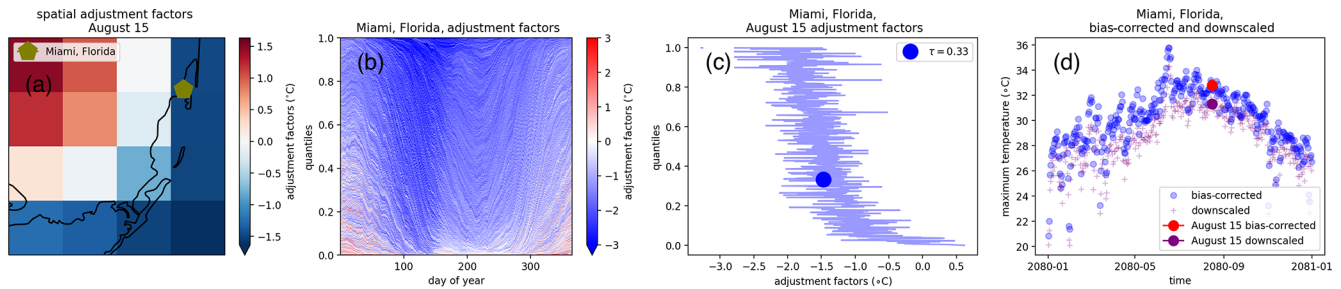 spatial adjustment factors
August 15
Miami, Florida
(a)
1.5
1.0
0.5
0.0
−0.5
−1.0
−1.5
adjustment factors (°C)
Miami, Florida, adjustment factors
(b)
1.0
0.8
0.6
0.4
0.2
0.0
quantiles
100
200
300
day of year
3
2
1
0
−1
−2
−3
adjustment factors (°C)
Miami, Florida,
August 15 adjustment factors
(c)
τ = 0.33
1.0
0.8
0.6
0.4
0.2
0.0
quantiles
−3.0
−2.5
−2.0
−1.5
−1.0
−0.5
0.0
0.5
adjustment factors (∘C)
Miami, Florida,
bias-corrected and downscaled
(d)
36
34
32
30
28
26
24
22
20
maximum temperature (∘C)
bias-corrected
downscaled
August 15 bias-corrected
August 15 downscaled
2080-01
2080-05
2080-09
2081-01
time